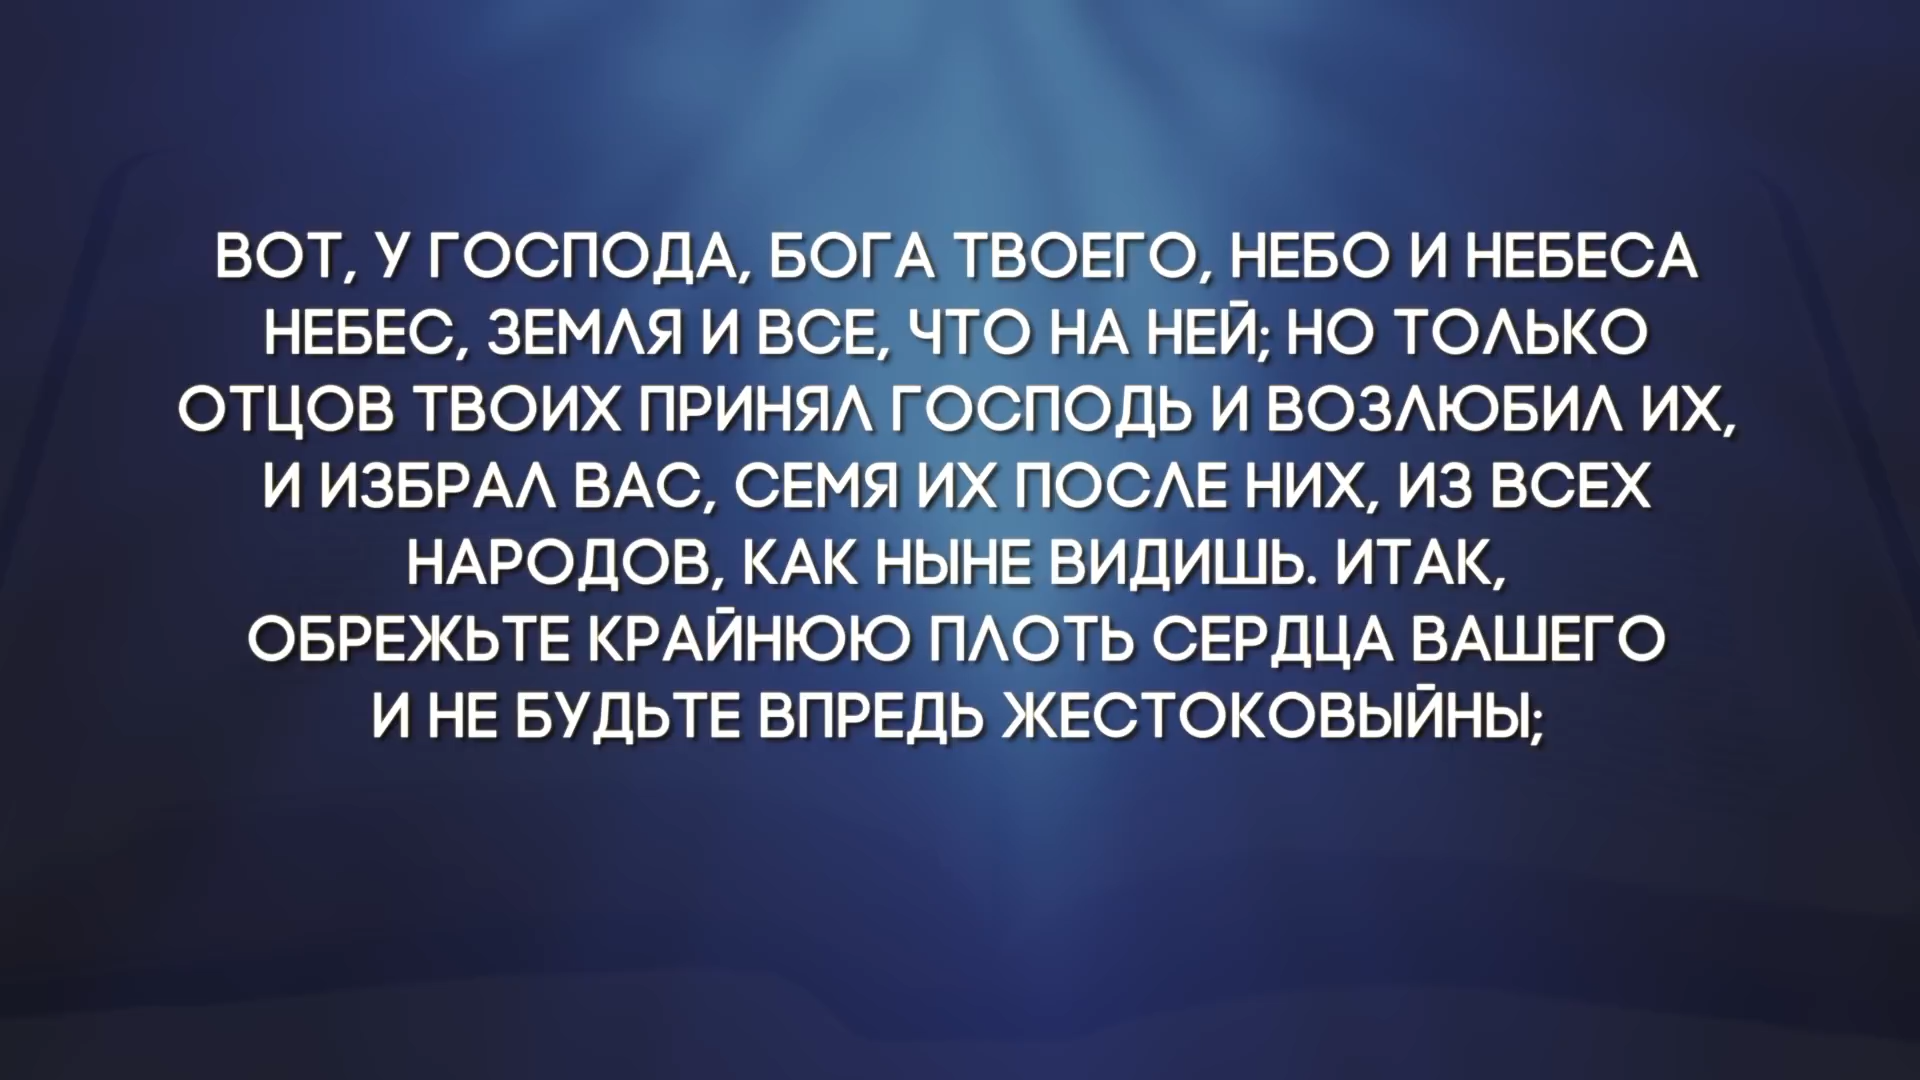 ВОТ, У ГОСПОДА, БОГА ТВОЕГО, НЕБО И НЕБЕСА
НЕБЕС, ЗЕМЛЯ И ВСЕ, ЧТО НА НЕЙ; НО ТОЛЬКО
ОТЦОВ ТВОИХ ПРИНЯЛ ГОСПОДЬ И ВОЗЛЮБИЛ ИХ,
И ИЗБРАЛ ВАС, СЕМЯ ИХ ПОСЛЕ НИХ, ИЗ ВСЕХ
НАРОДОВ, КАК НЫНЕ ВИДИШЬ. ИТАК,
ОБРЕЖЬТЕ КРАЙНЮЮ ПЛОТЬ СЕРДЦА ВАШЕГО
И НЕ БУДЬТЕ ВПРЕДЬ ЖЕСТОКОВЫЙНЫ;